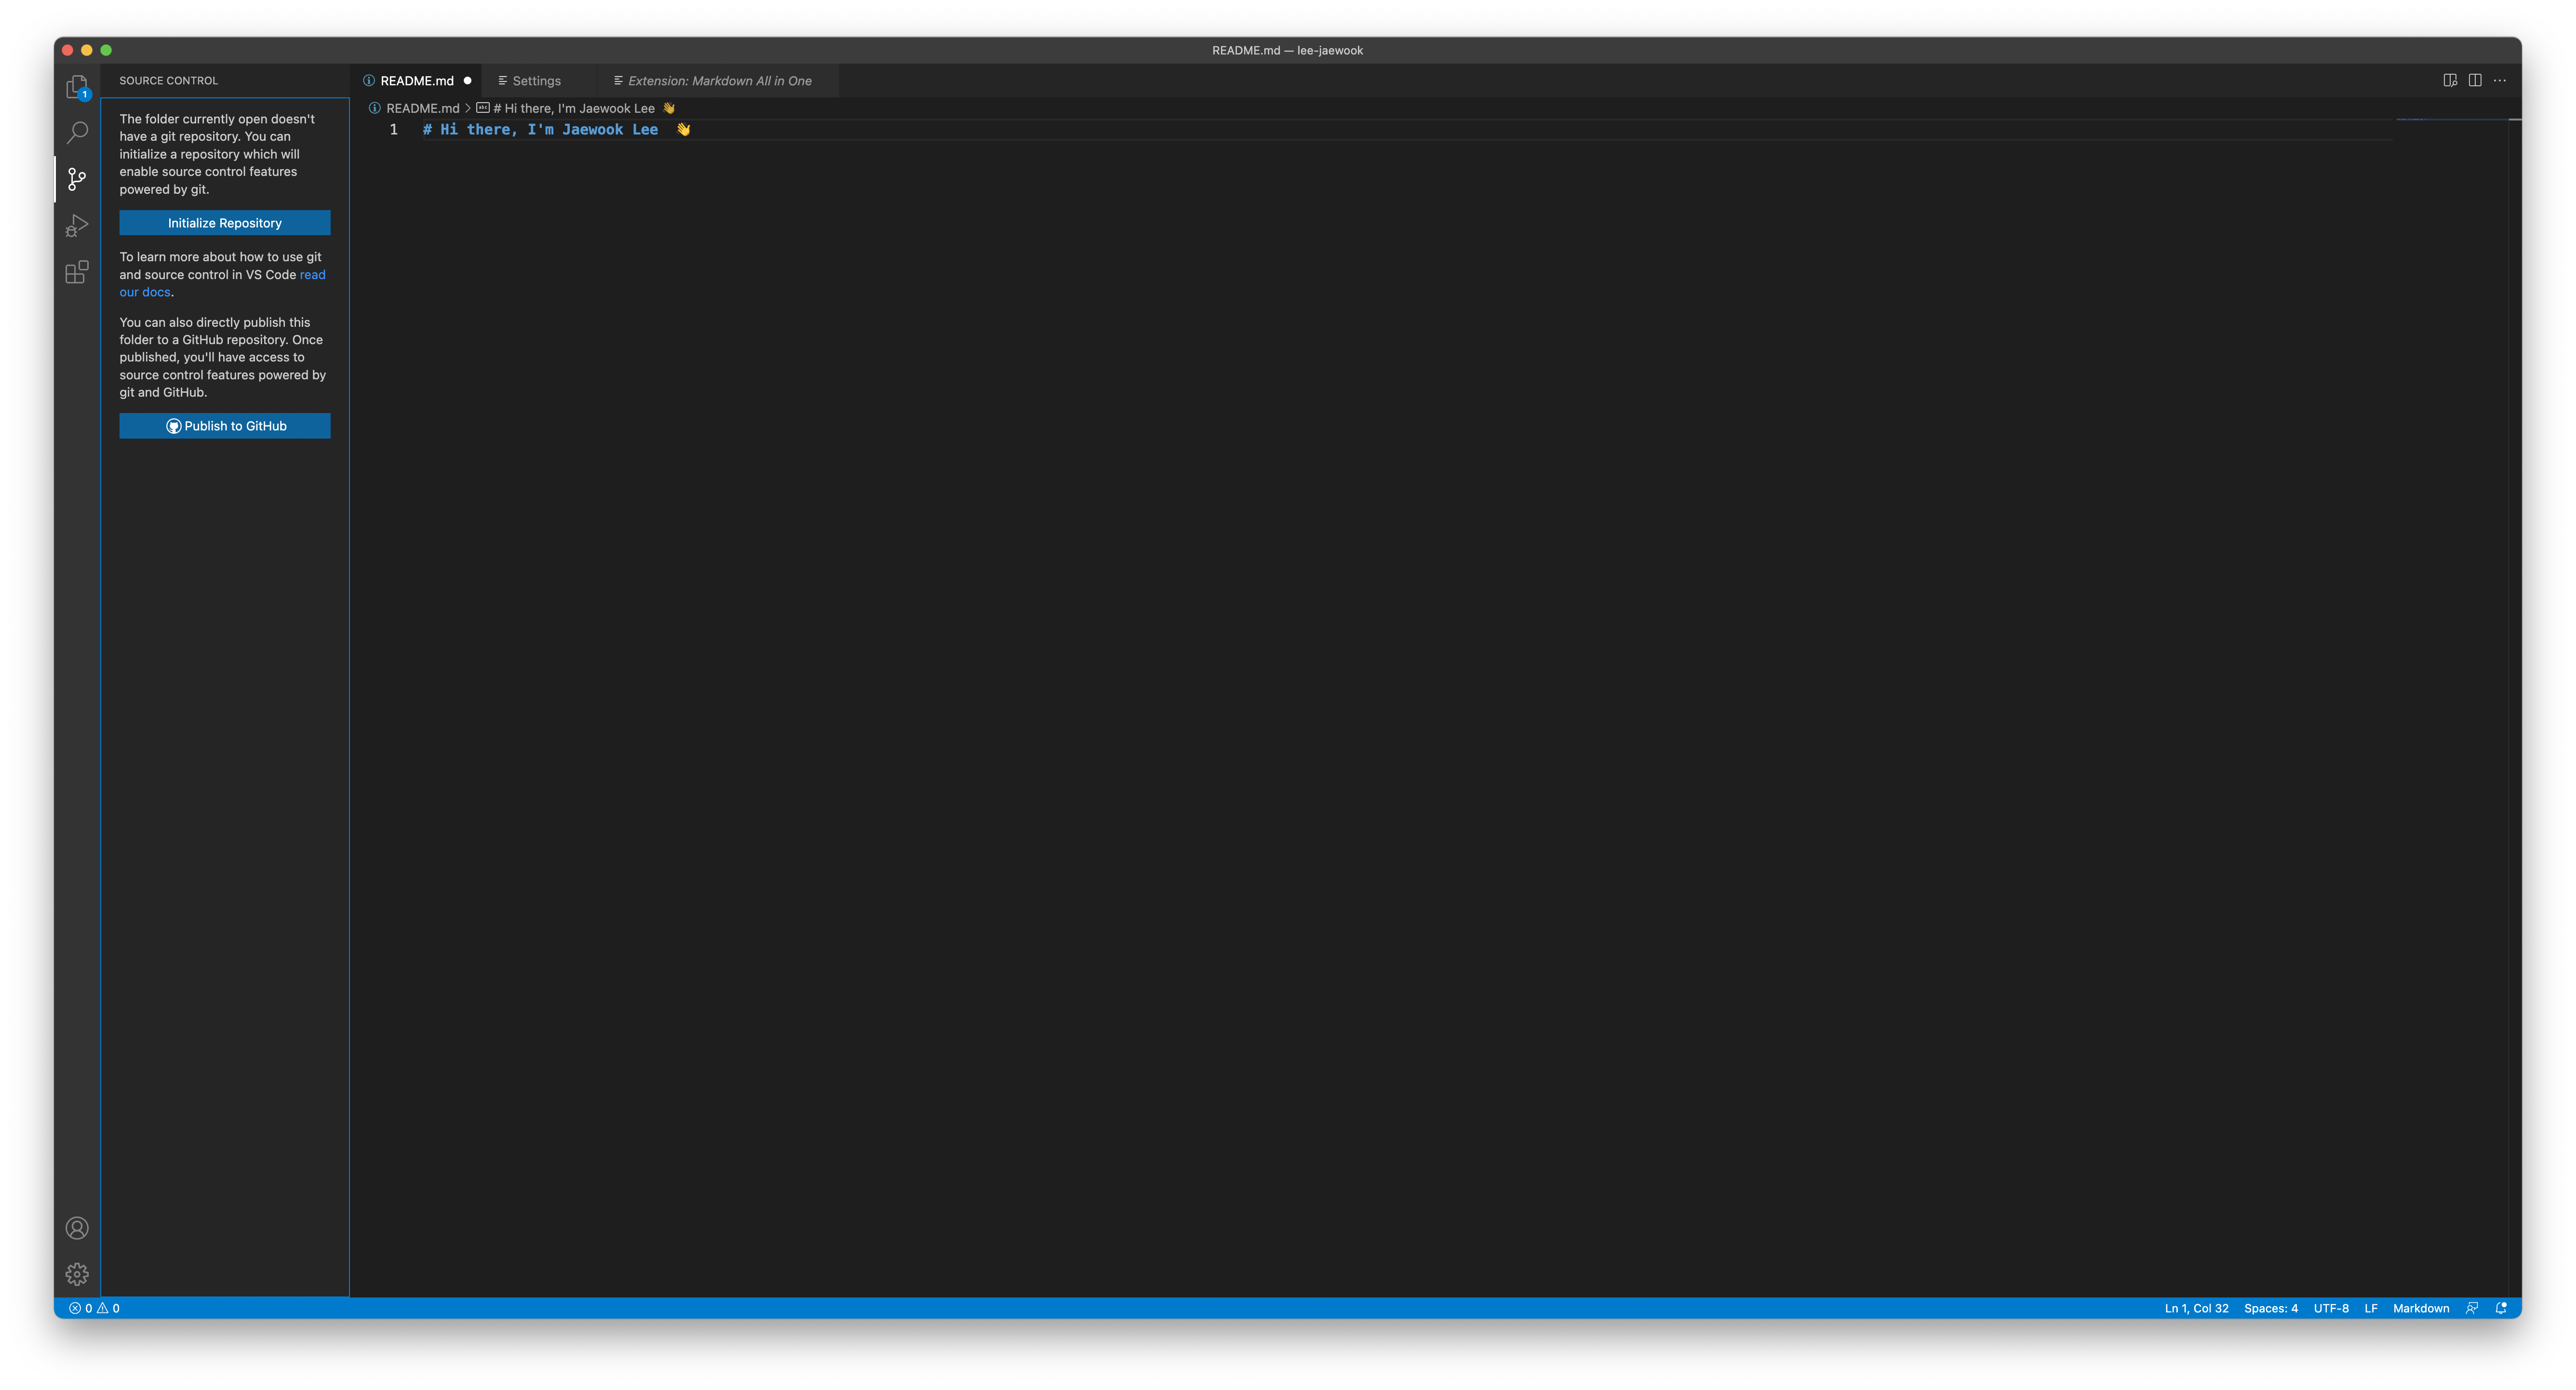 README.md — lee-jaewook
1
SOURCE CONTROL
README.md
Settings
Extension: Markdown All in One
The folder currently open doesn't
have a git repository. You can
initialize a repository which will
enable source control features
powered by git.
Initialize Repository
To learn more about how to use git
and source control in VS Code read
our docs.
You can also directly publish this
folder to a GitHub repository. Once
published, you'll have access to
source control features powered by
git and GitHub.
Publish to GitHub
README.md > # Hi there, I'm Jaewook Lee 👋
1 # Hi there, I'm Jaewook Lee 👋
0 0
Ln 1, Col 32 Spaces: 4 UTF-8 LF Markdown